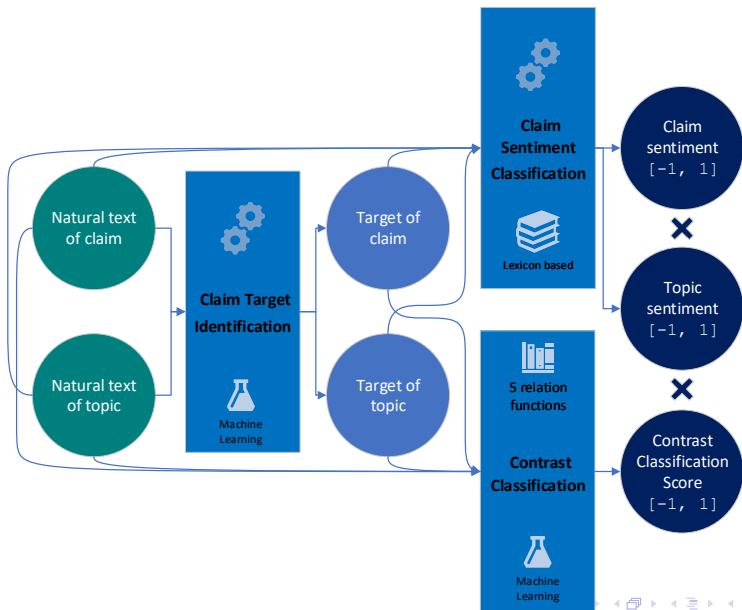 Natural text
of claim
Natural text
of topic
Claim Target
Identification
Machine
Learning
Target of
claim
Target of
topic
Claim
Sentiment
Classification
Lexicon based
5 relation
functions
Contrast
Classification
Machine
Learning
Claim
sentiment
[-1, 1]
×
Topic
sentiment
[-1, 1]
×
Contrast
Classification
Score
[-1, 1]